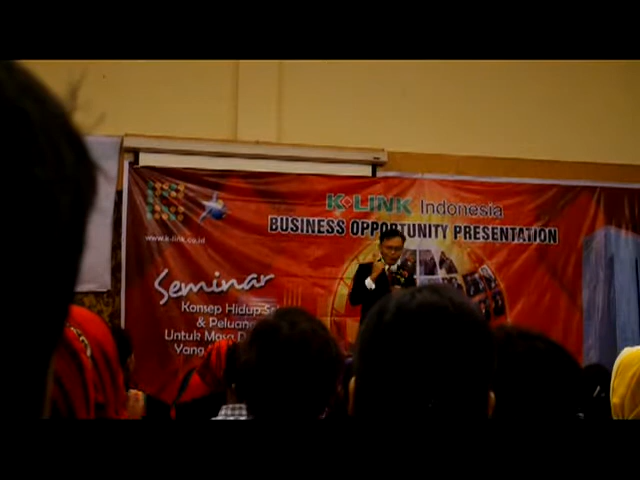 K-LINK Indonesia
BUSINESS OPPORTUNITY PRESENTATION
www.k-link.co.id
Seminar
Konsep Hidup
& Peluang
Untuk Masa
Yang